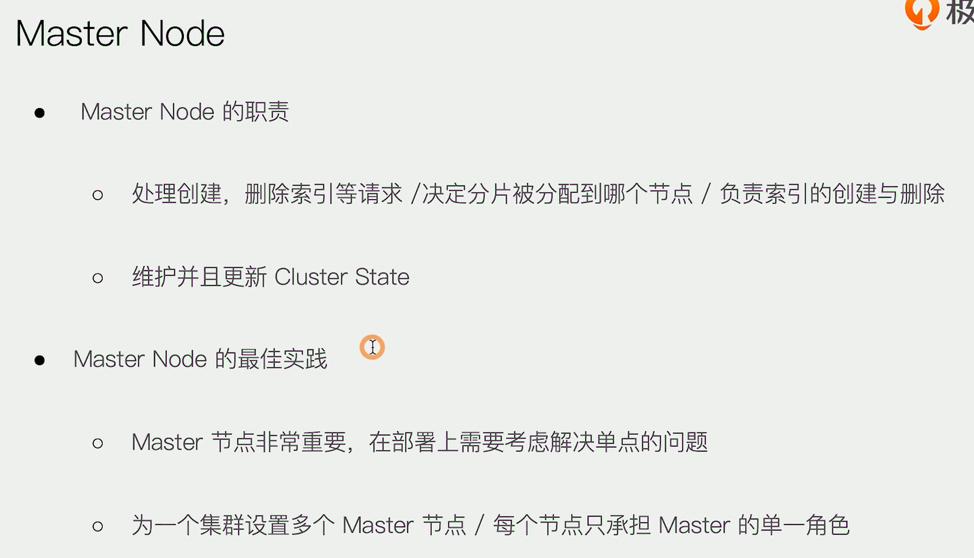 极
Master Node
Master Node 的职责
处理创建，删除索引等请求 /决定分片被分配到哪个节点 / 负责索引的创建与删除
维护并且更新 Cluster State
Master Node 的最佳实践
Master 节点非常重要，在部署上需要考虑解决单点的问题
为一个集群设置多个 Master 节点 / 每个节点只承担 Master 的单一角色